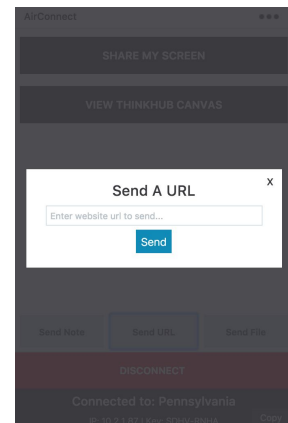 AirConnect
SHARE MY SCREEN
VIEW THINKHUB CANVAS
x
Send A URL
Enter website url to send...
Send
Send Note Send URL Send File
DISCONNECT
Connected to: Pennsylvania
Copy